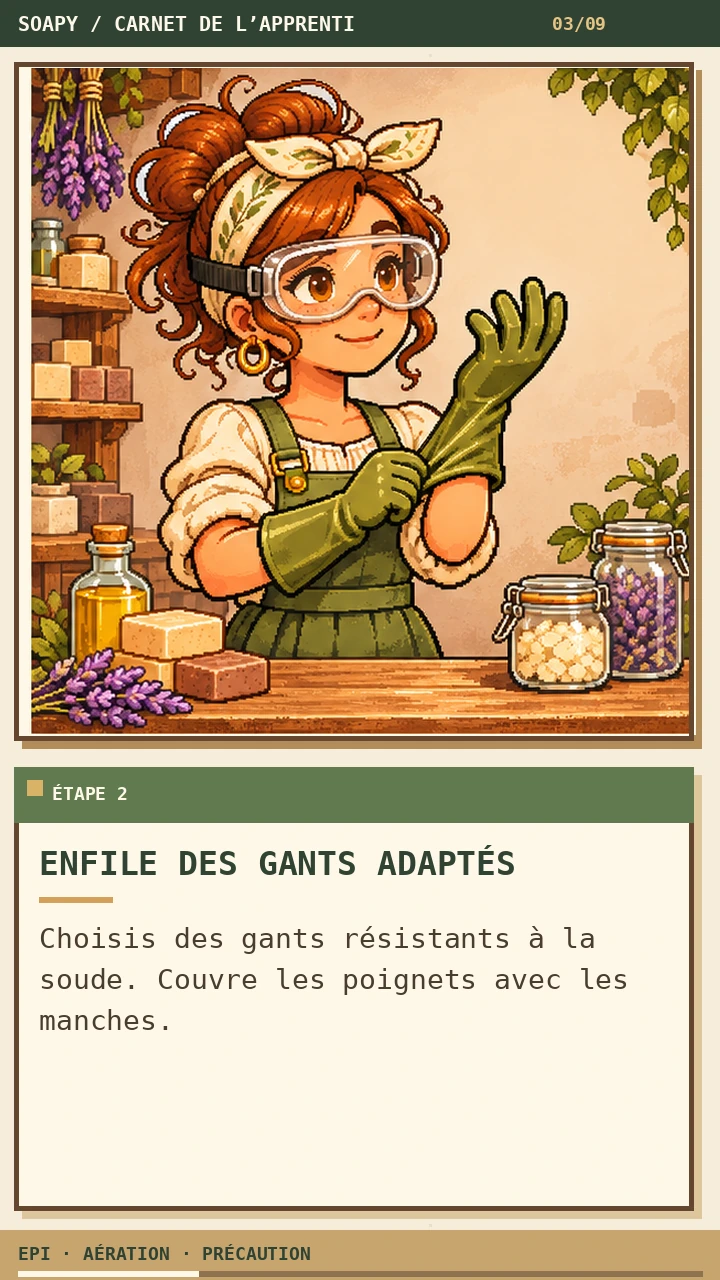 SOAPY / CARNET DE L’APPRENTI
03/09
ÉTAPE 2
ENFILE DES GANTS ADAPTÉS
Choisis des gants résistants à la
soude. Couvre les poignets avec les
manches.
EPI · AÉRATION · PRÉCAUTION